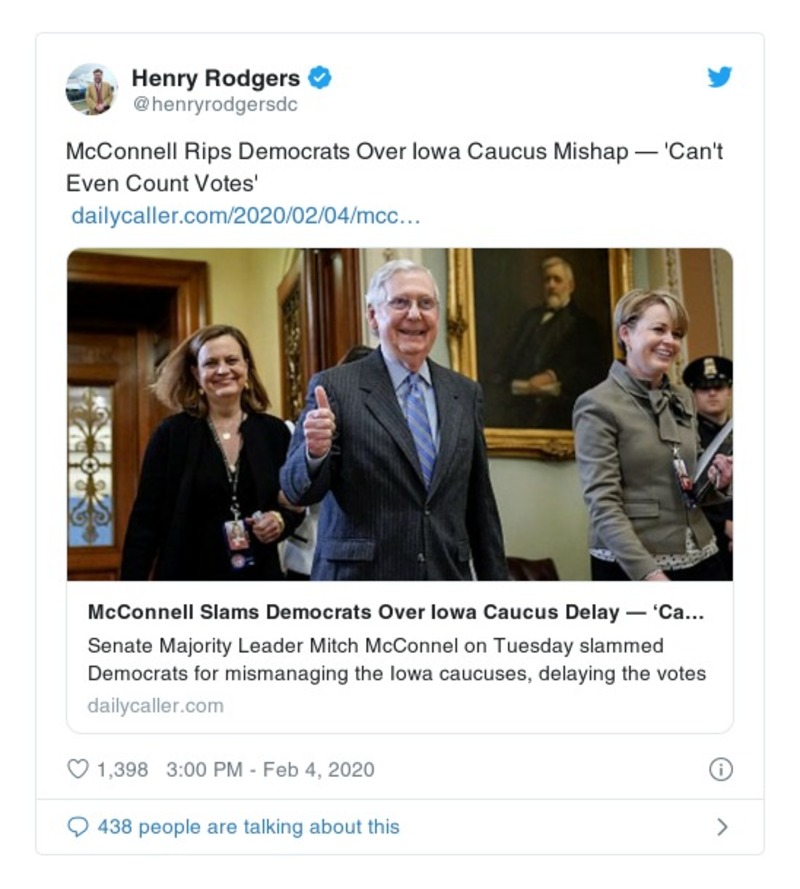 Henry Rodgers
@henryrodgersdc
McConnell Rips Democrats Over Iowa Caucus Mishap — 'Can't
Even Count Votes'
dailycaller.com/2020/02/04/mcc…
McConnell Slams Democrats Over Iowa Caucus Delay — ‘Ca…
Senate Majority Leader Mitch McConnel on Tuesday slammed
Democrats for mismanaging the Iowa caucuses, delaying the votes
dailycaller.com
1,398 3:00 PM - Feb 4, 2020
438 people are talking about this